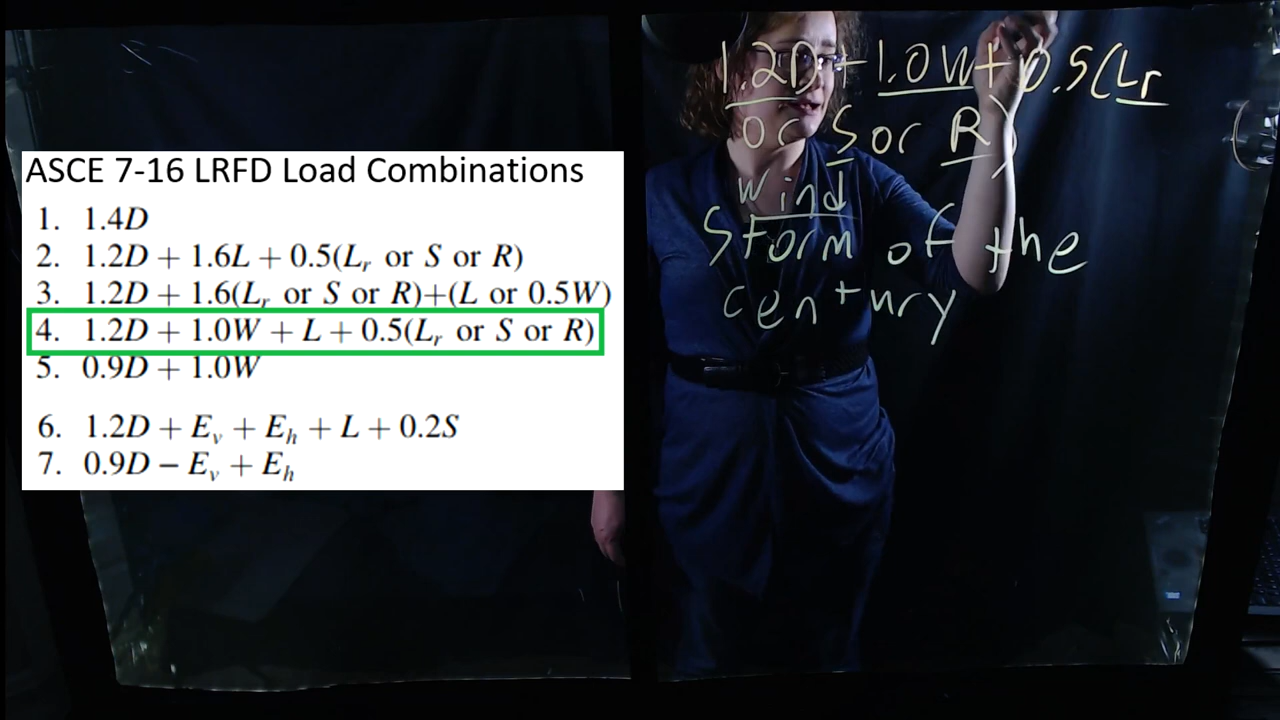 ASCE 7-16 LRFD Load Combinations
1. 1.4D
2. 1.2D + 1.6L + 0.5(Lr or S or R)
3. 1.2D + 1.6(Lr or S or R)+(L or 0.5W)
4. 1.2D + 1.0W + L + 0.5(Lr or S or R)
5. 0.9D + 1.0W
6. 1.2D + Ev + Eh + L + 0.2S
7. 0.9D − Ev + Eh
1.2D + 1.0W + 0.5(Lr
or S or R)
Wind
Storm of the
century